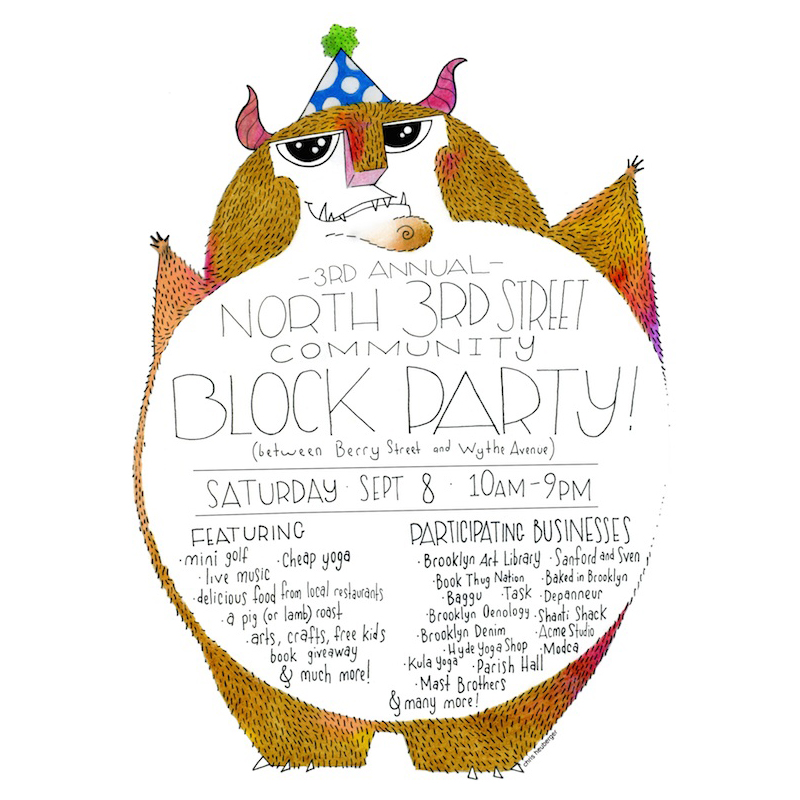 -3RD ANNUAL-
NORTH 3RD STREET
COMMUNITY
BLOCK PARTY!
(between Berry Street and Wythe Avenue)
SATURDAY · SEPT 8 · 10AM-9PM
FEATURING
·mini golf ·Cheap yoga
·live music
·delicious food from local restaurants
·a pig (or lamb) roast
·arts, crafts, free kids
book giveaway
& much more!
PARTICIPATING BUSINESSES
·Brooklyn Art Library ·Sanford and Sven
·Book Thug Nation ·Baked in Brooklyn
·Baggu ·Task ·Depanneur
·Brooklyn Oenology ·Shanti Shack
·Brooklyn Denim ·Acme Studio
·Hyde Yoga Shop ·Modca
·Kula Yoga ·Parish Hall
·Mast Brothers
& many more!
chris heuberger